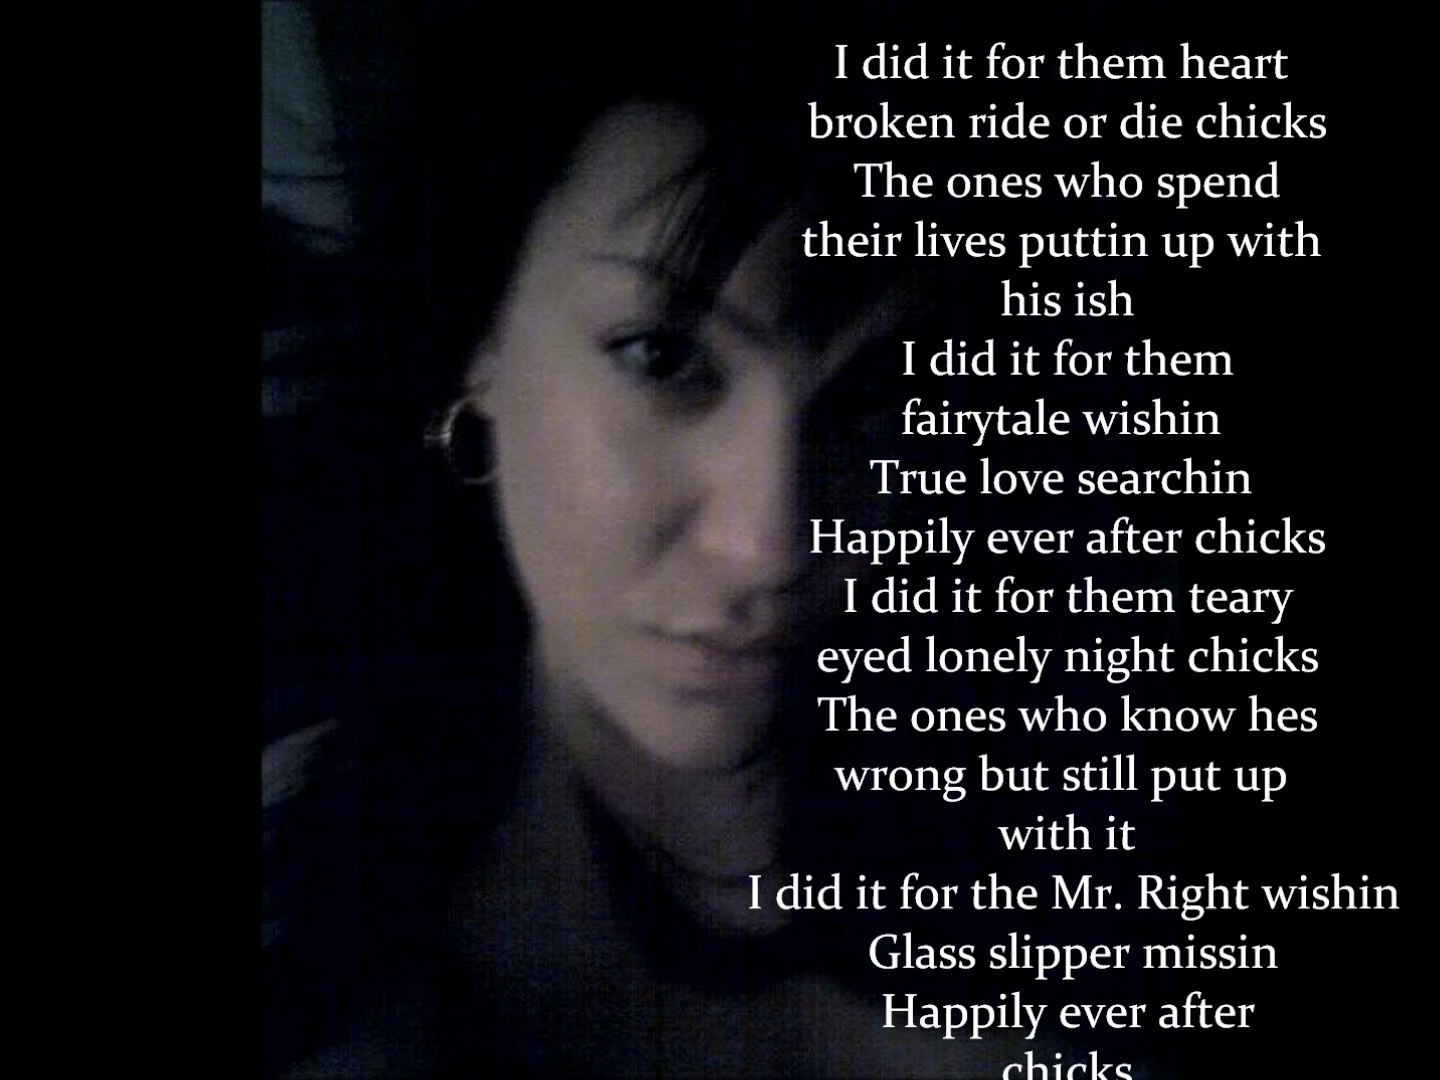 I did it for them heart
broken ride or die chicks
The ones who spend
their lives puttin up with
his ish
I did it for them
fairytale wishin
True love searchin
Happily ever after chicks
I did it for them teary
eyed lonely night chicks
The ones who know hes
wrong but still put up
with it
I did it for the Mr. Right wishin
Glass slipper missin
Happily ever after
chicks